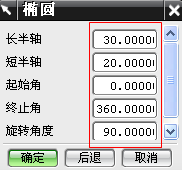 椭圆
长半轴 30.00000
短半轴 20.00000
起始角 0.00000
终止角 360.0000
旋转角度 90.00000
确定 后退 取消